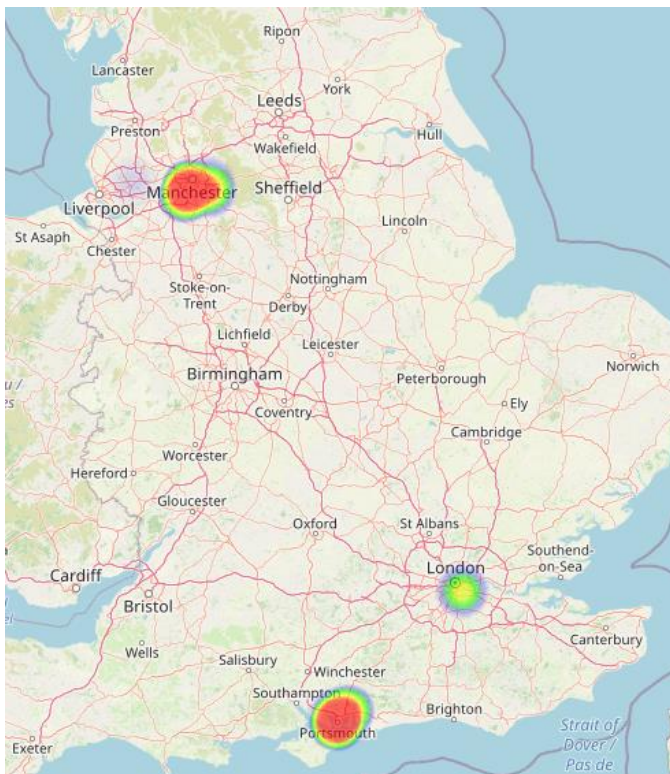 Ripon
Lancaster
York
Leeds
Preston
Hull
Wakefield
Manchester
Sheffield
Liverpool
Lincoln
St Asaph
Chester
Stoke-on-
Trent
Nottingham
Derby
Lichfield
Leicester
Norwich
Birmingham
Peterborough
Coventry
Ely
Cambridge
Worcester
Hereford
Gloucester
Oxford
St Albans
Southend-
on-Sea
Cardiff
London
Bristol
Canterbury
Wells
Salisbury
Winchester
Southampton
Brighton
Portsmouth
Strait of
Dover /
Pas de
Exeter